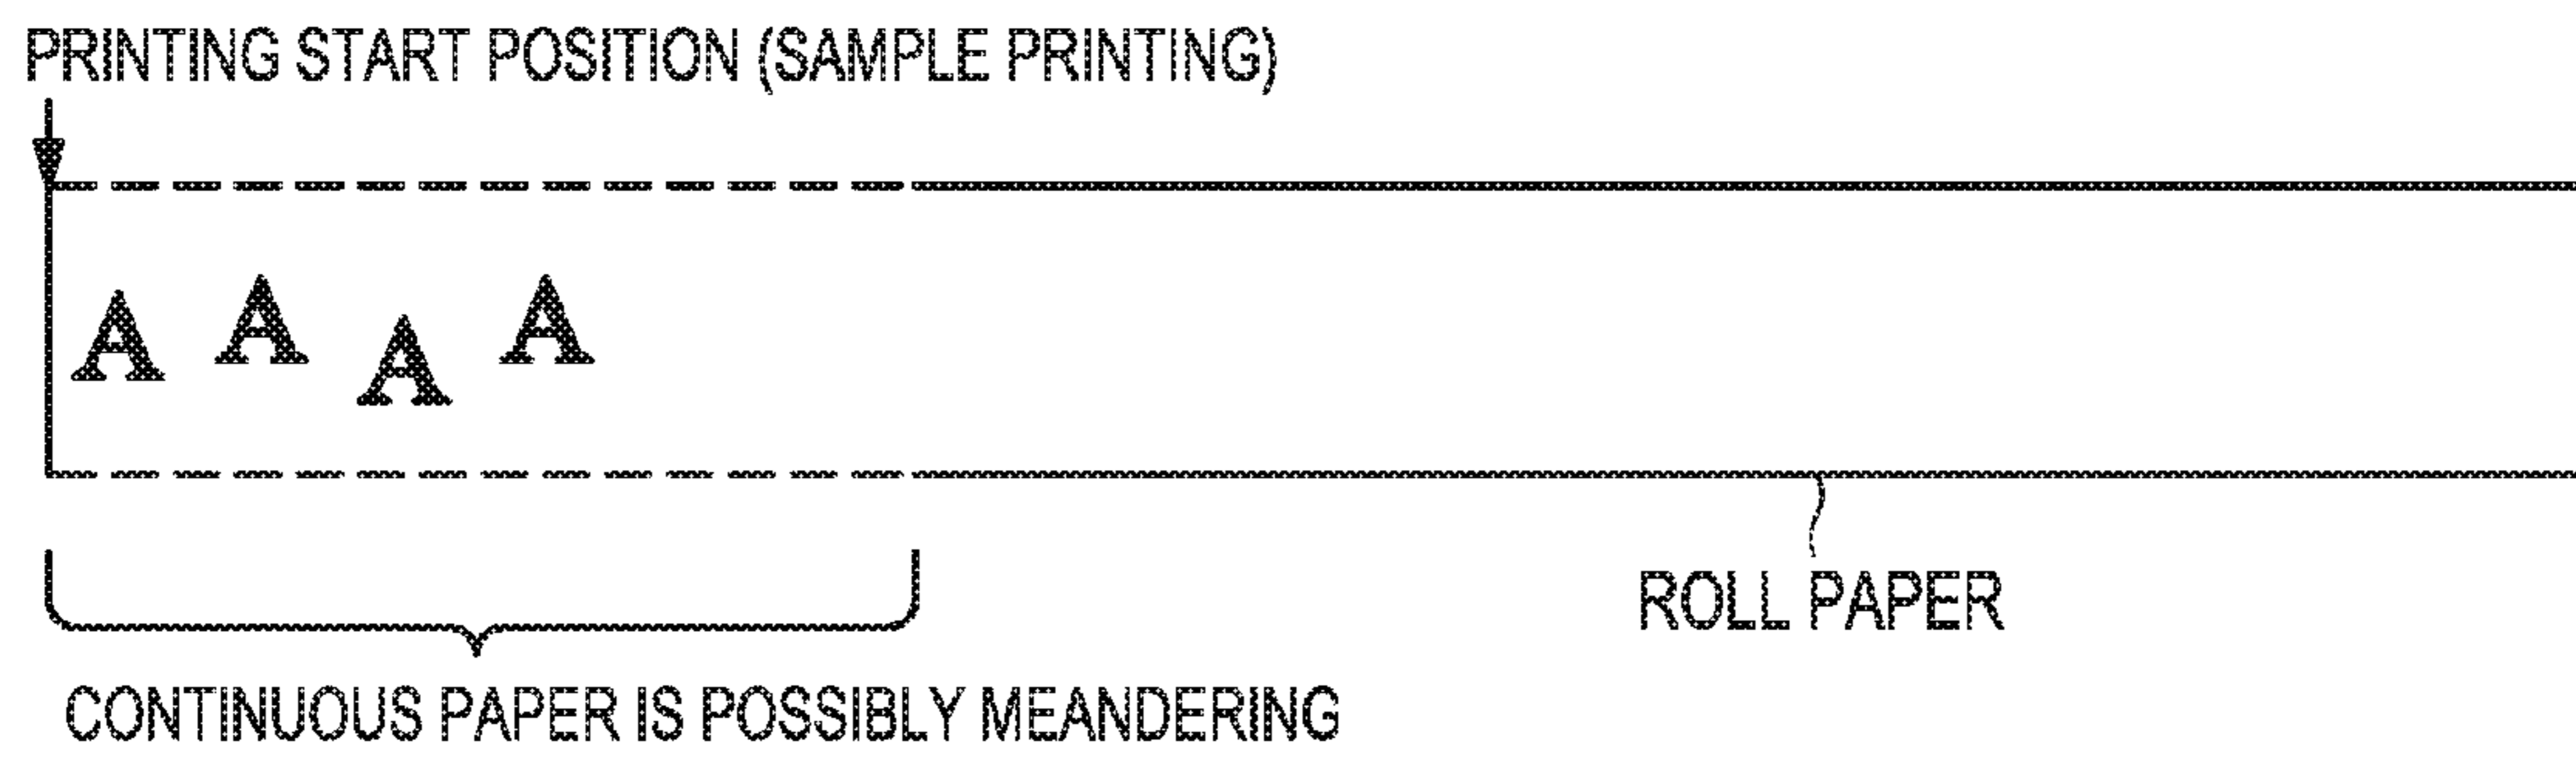 PRINTING START POSITION (SAMPLE PRINTING)
A A A A
ROLL PAPER
CONTINUOUS PAPER IS POSSIBLY MEANDERING